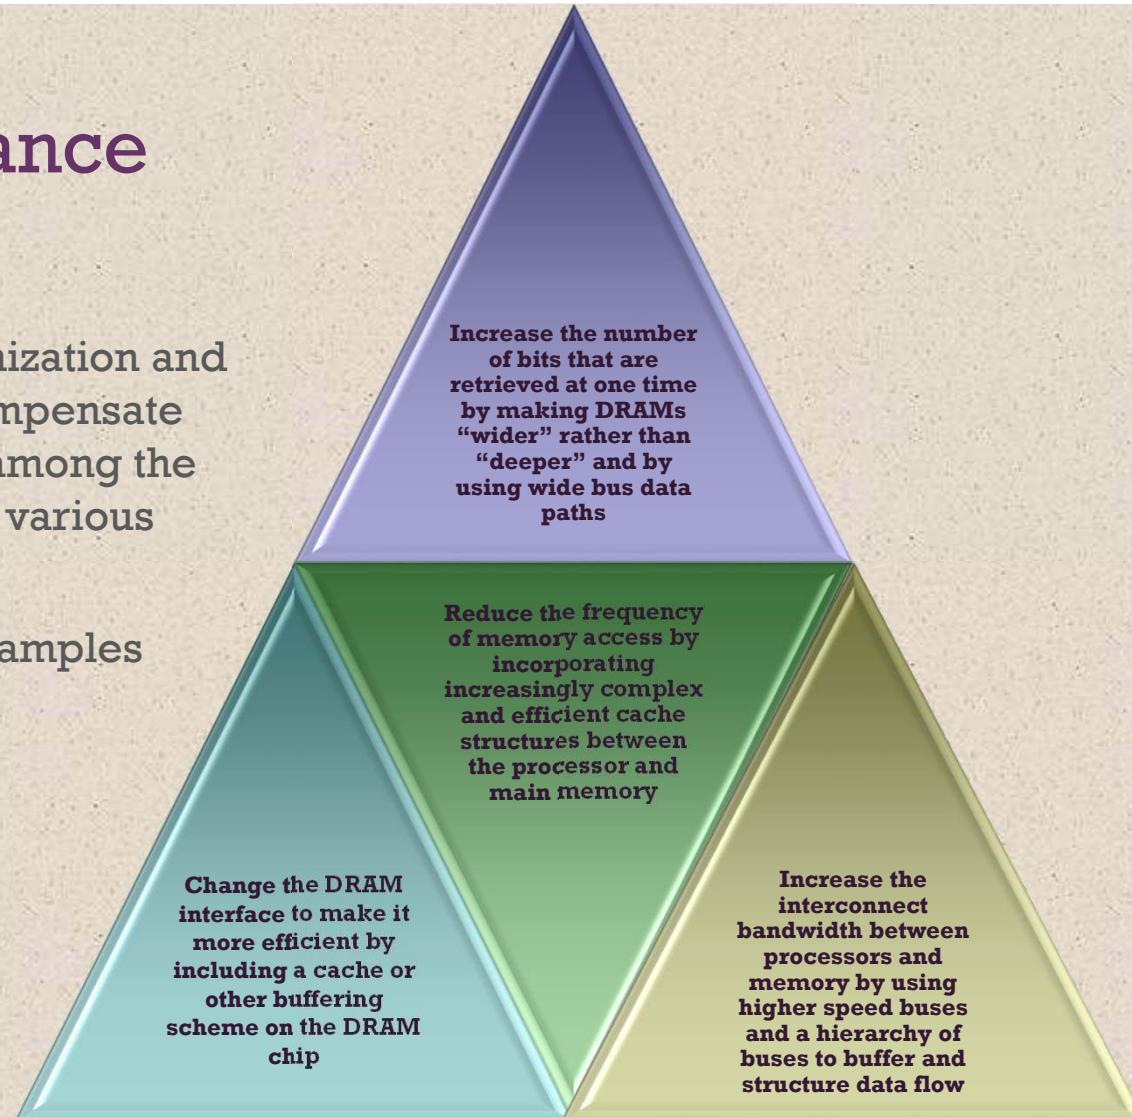 ance
nization and
mpensate
among the
various
amples
Increase the number
of bits that are
retrieved at one time
by making DRAMs
“wider” rather than
“deeper” and by
using wide bus data
paths
Reduce the frequency
of memory access by
incorporating
increasingly complex
and efficient cache
structures between
the processor and
main memory
Change the DRAM
interface to make it
more efficient by
including a cache or
other buffering
scheme on the DRAM
chip
Increase the
interconnect
bandwidth between
processors and
memory by using
higher speed buses
and a hierarchy of
buses to buffer and
structure data flow